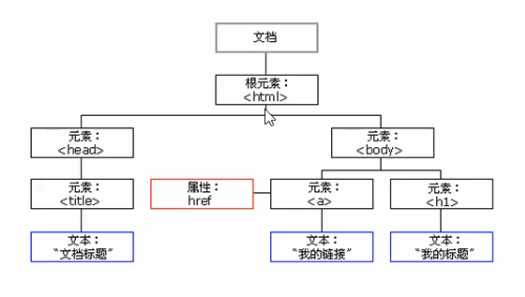 文档
根元素：
<html>
元素：
<head>
元素：
<body>
元素：
<title>
属性：
href
元素：
<a>
元素：
<h1>
文本：
“文档标题”
文本：
“我的链接”
文本：
“我的标题”